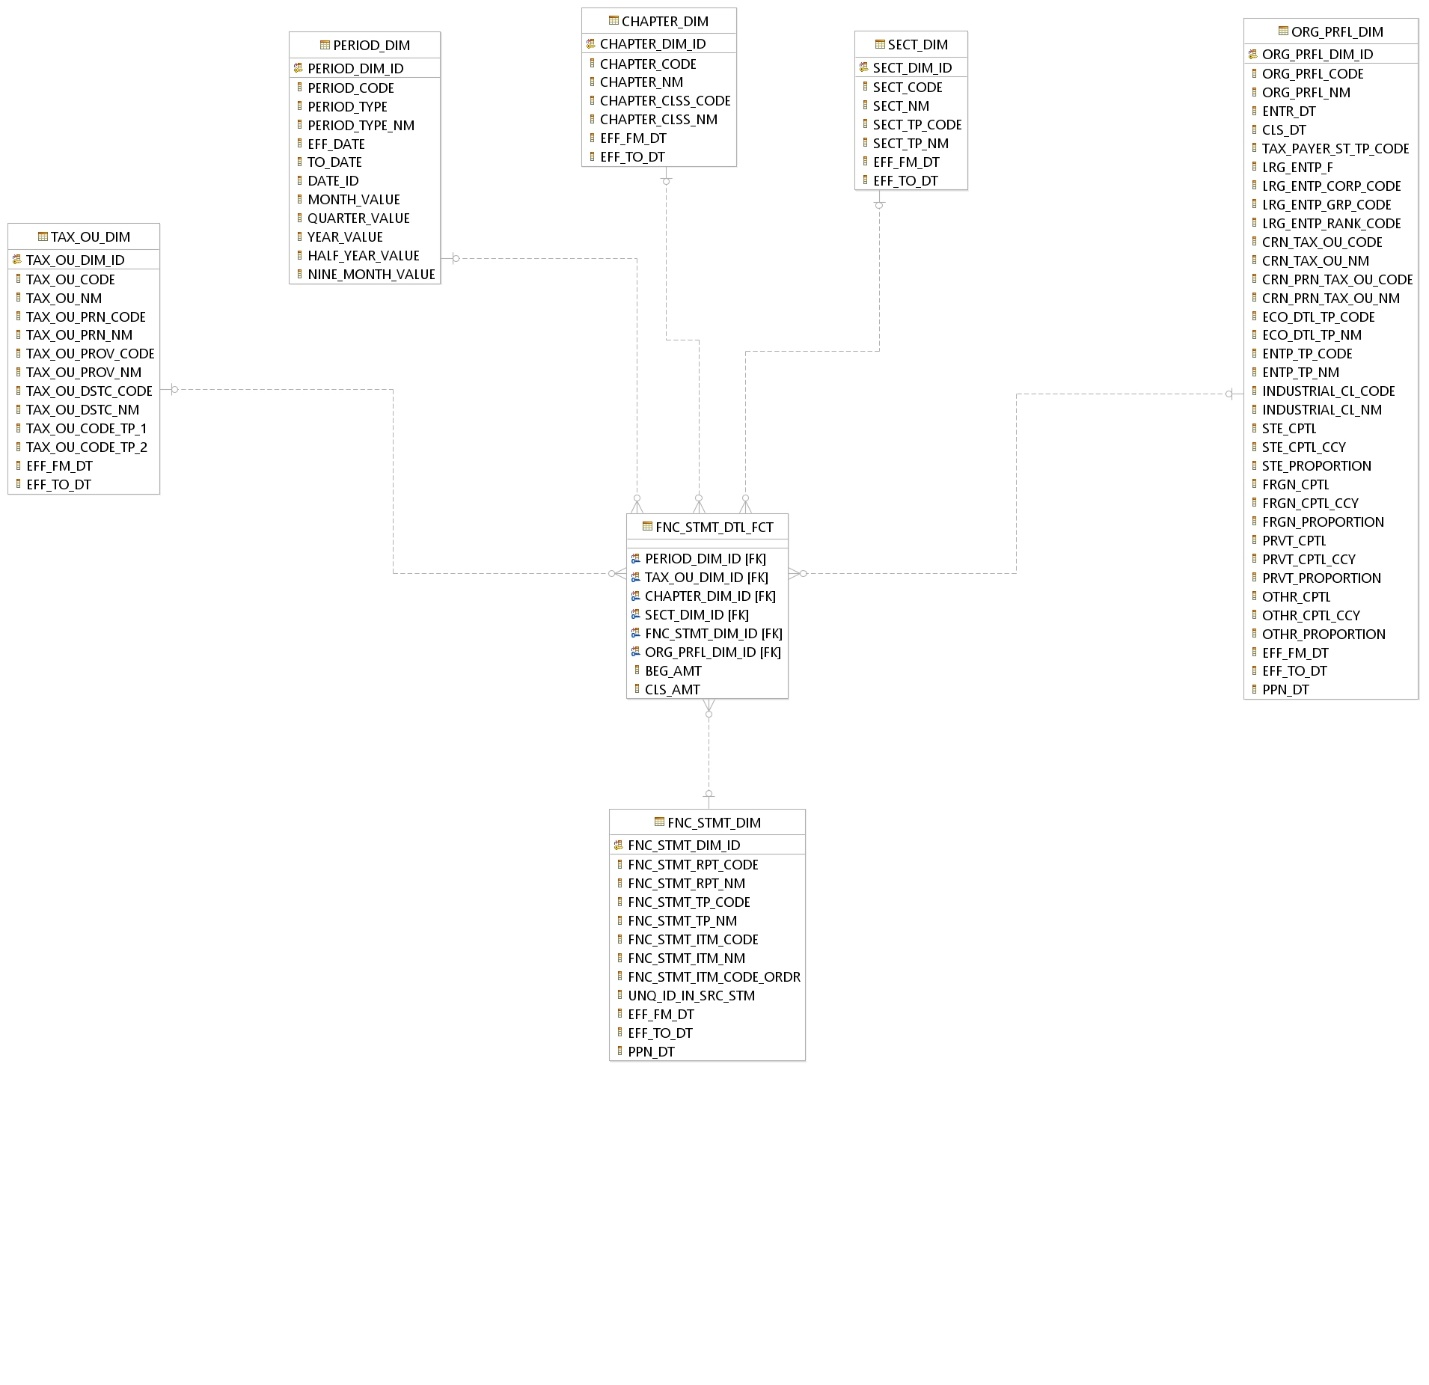 TAX_OU_DIM
TAX_OU_DIM_ID
TAX_OU_CODE
TAX_OU_NM
TAX_OU_PRN_CODE
TAX_OU_PRN_NM
TAX_OU_PROV_CODE
TAX_OU_PROV_NM
TAX_OU_DSTC_CODE
TAX_OU_DSTC_NM
TAX_OU_CODE_TP_1
TAX_OU_CODE_TP_2
EFF_FM_DT
EFF_TO_DT
PERIOD_DIM
PERIOD_DIM_ID
PERIOD_CODE
PERIOD_TYPE
PERIOD_TYPE_NM
EFF_DATE
TO_DATE
DATE_ID
MONTH_VALUE
QUARTER_VALUE
YEAR_VALUE
HALF_YEAR_VALUE
NINE_MONTH_VALUE
CHAPTER_DIM
CHAPTER_DIM_ID
CHAPTER_CODE
CHAPTER_NM
CHAPTER_CLSS_CODE
CHAPTER_CLSS_NM
EFF_FM_DT
EFF_TO_DT
SECT_DIM
SECT_DIM_ID
SECT_CODE
SECT_NM
SECT_TP_CODE
SECT_TP_NM
EFF_FM_DT
EFF_TO_DT
ORG_PRFL_DIM
ORG_PRFL_DIM_ID
ORG_PRFL_CODE
ORG_PRFL_NM
ENTR_DT
CLS_DT
TAX_PAYER_ST_TP_CODE
LRG_ENTP_F
LRG_ENTP_CORP_CODE
LRG_ENTP_GRP_CODE
LRG_ENTP_RANK_CODE
CRN_TAX_OU_CODE
CRN_TAX_OU_NM
CRN_PRN_TAX_OU_CODE
CRN_PRN_TAX_OU_NM
ECO_DTL_TP_CODE
ECO_DTL_TP_NM
ENTP_TP_CODE
ENTP_TP_NM
INDUSTRIAL_CL_CODE
INDUSTRIAL_CL_NM
STE_CPTL
STE_CPTL_CCY
STE_PROPORTION
FRGN_CPTL
FRGN_CPTL_CCY
FRGN_PROPORTION
PRVT_CPTL
PRVT_CPTL_CCY
PRVT_PROPORTION
OTHR_CPTL
OTHR_CPTL_CCY
OTHR_PROPORTION
EFF_FM_DT
EFF_TO_DT
PPN_DT
FNC_STMT_DTL_FCT
PERIOD_DIM_ID [FK]
TAX_OU_DIM_ID [FK]
CHAPTER_DIM_ID [FK]
SECT_DIM_ID [FK]
FNC_STMT_DIM_ID [FK]
ORG_PRFL_DIM_ID [FK]
BEG_AMT
CLS_AMT
FNC_STMT_DIM
FNC_STMT_DIM_ID
FNC_STMT_RPT_CODE
FNC_STMT_RPT_NM
FNC_STMT_TP_CODE
FNC_STMT_TP_NM
FNC_STMT_ITM_CODE
FNC_STMT_ITM_NM
FNC_STMT_ITM_CODE_ORDR
UNQ_ID_IN_SRC_STM
EFF_FM_DT
EFF_TO_DT
PPN_DT